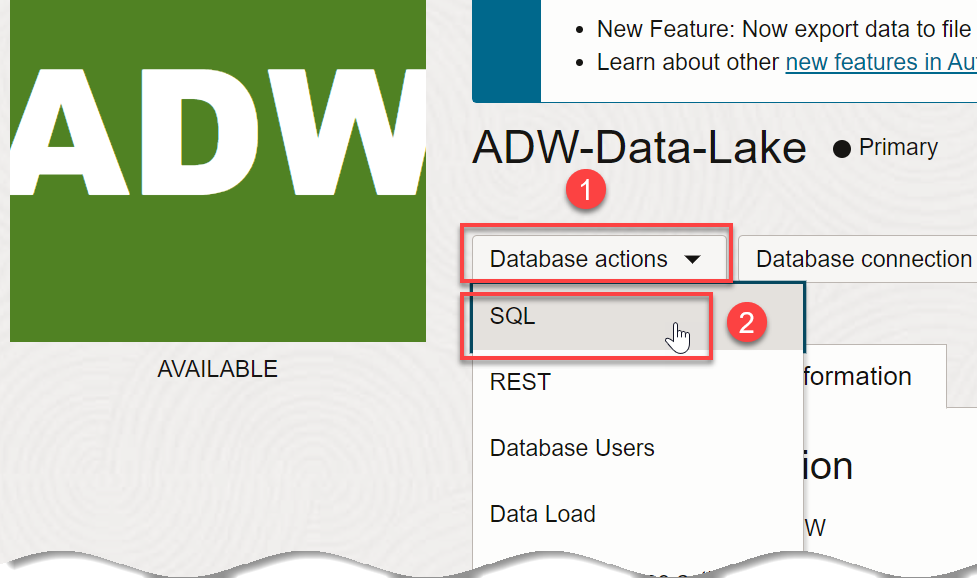 ADW
AVAILABLE
New Feature: Now export data to file
Learn about other new features in Au
ADW-Data-Lake
Primary
1
Database actions
Database connection
SQL
2
REST
Database Users
Data Load
formation
ion
W